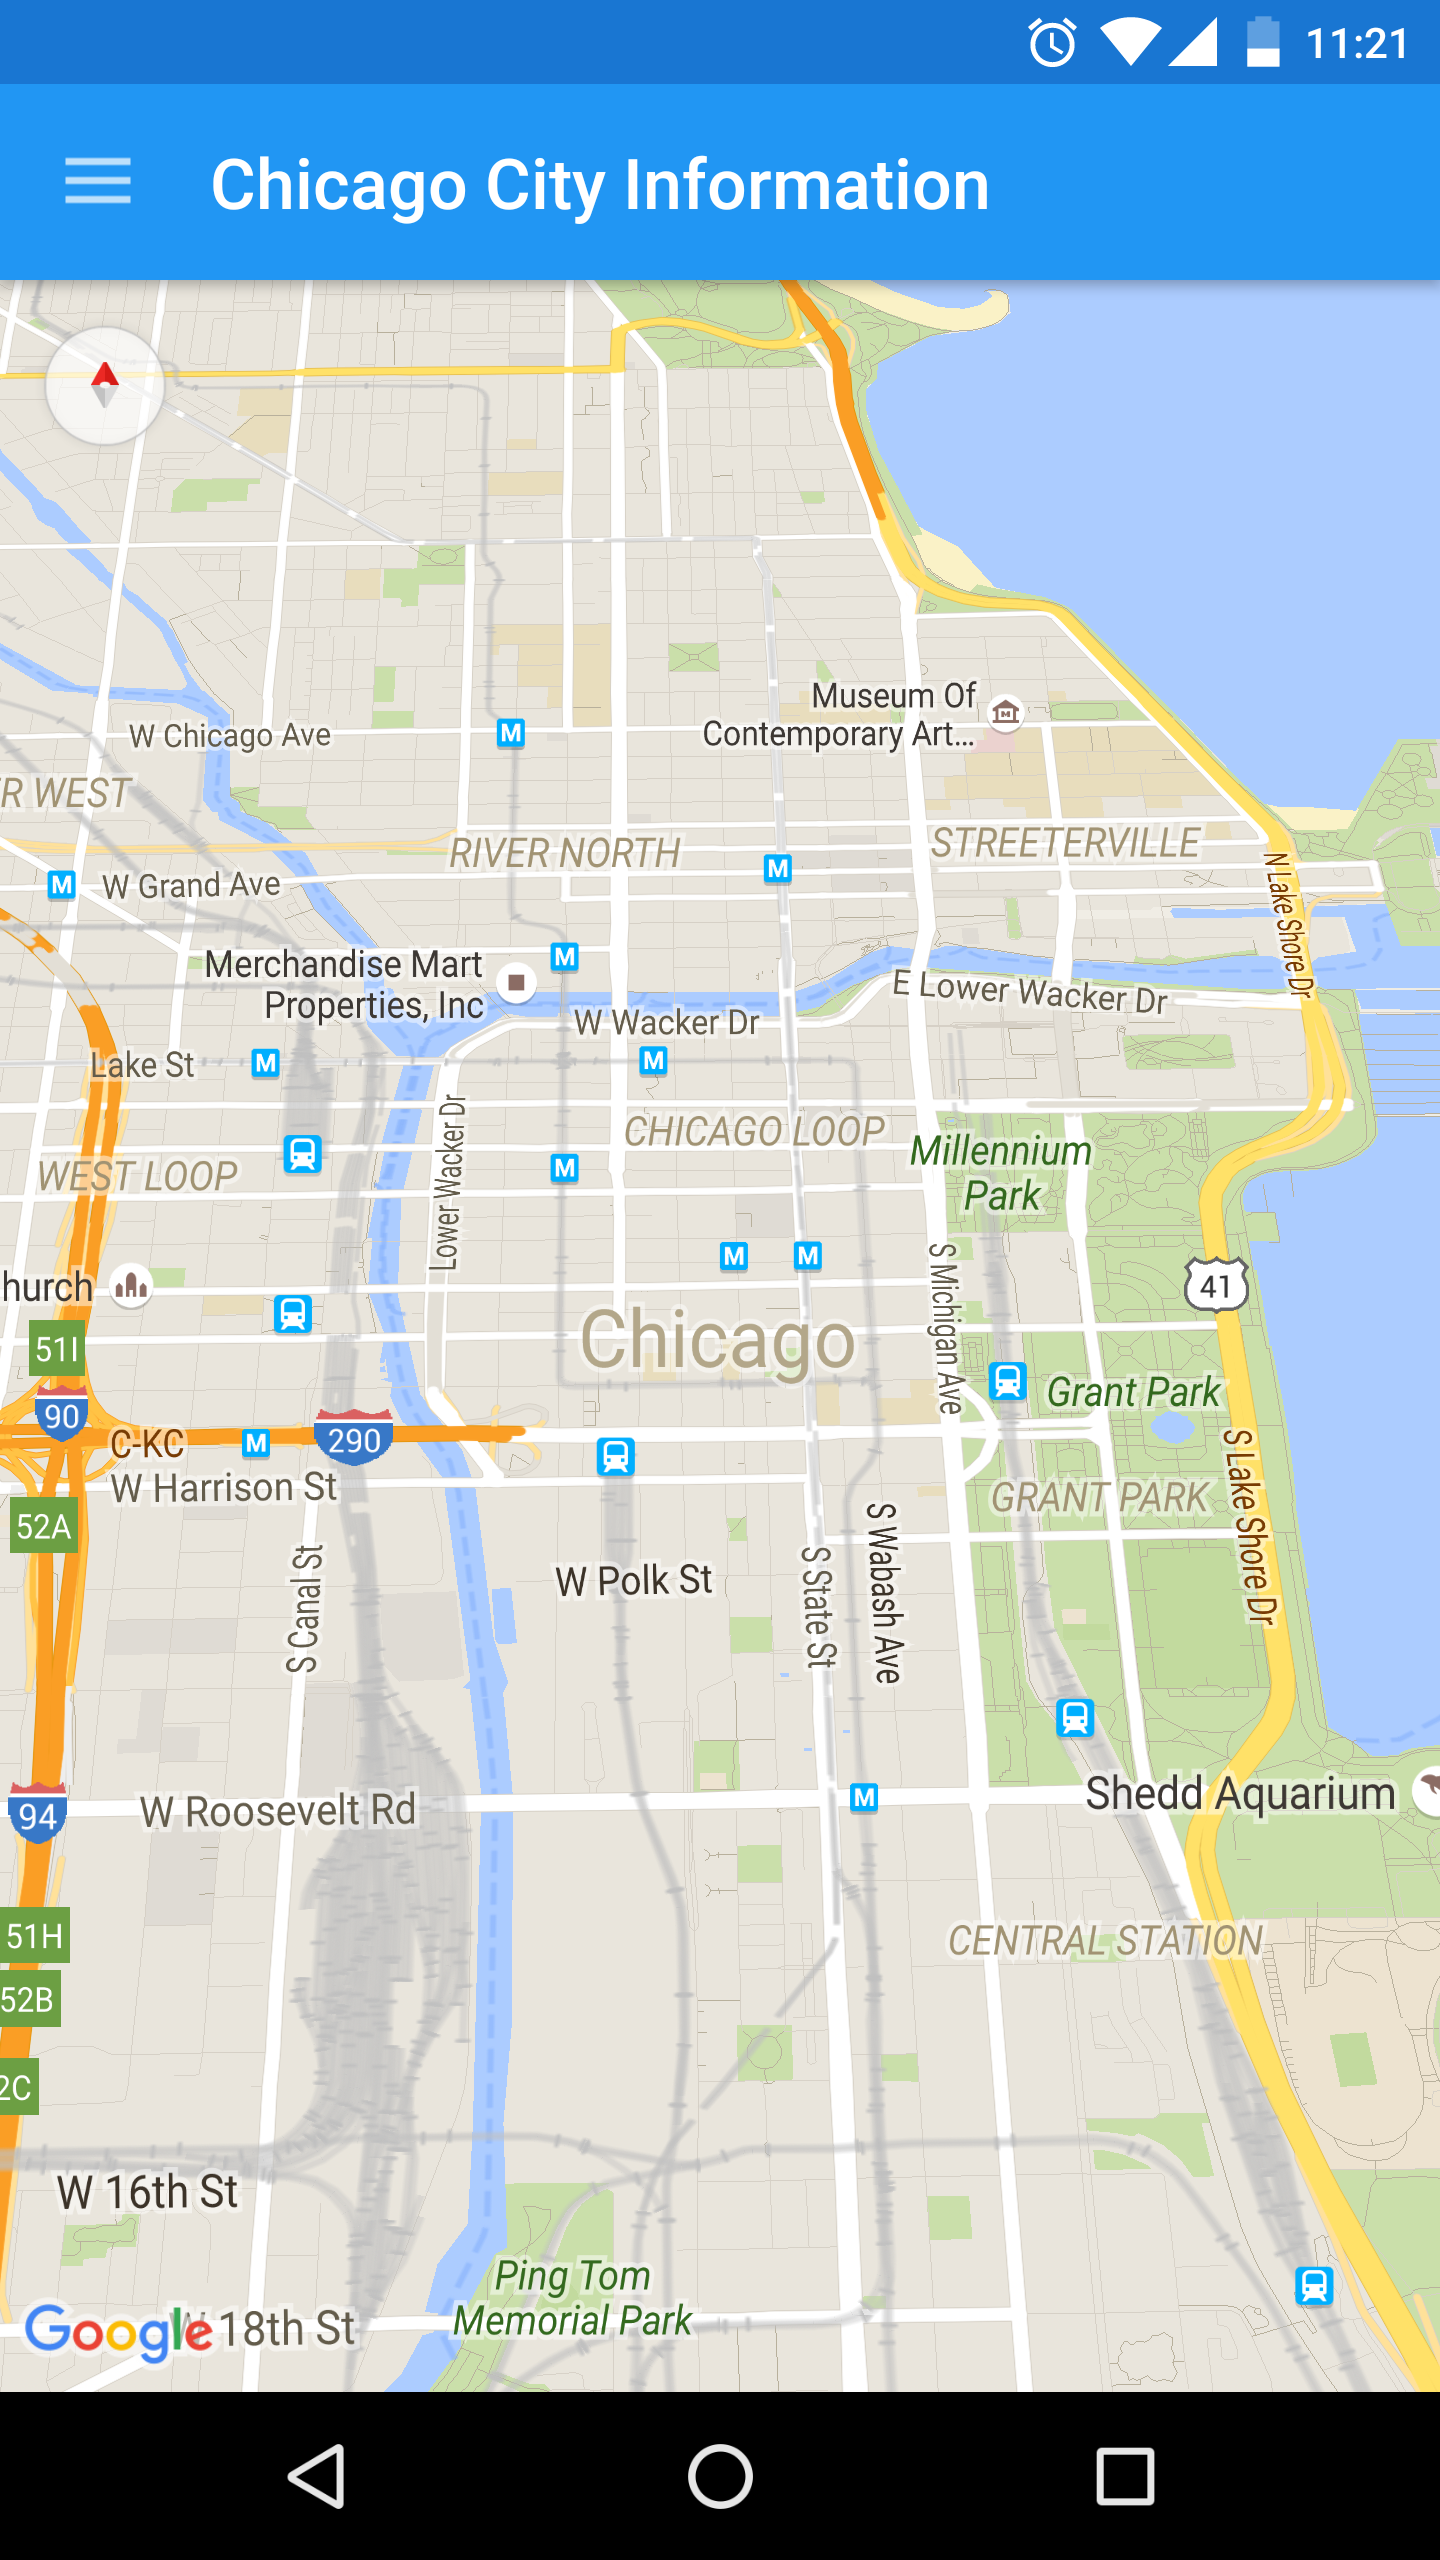 11:21
Chicago City Information
Museum Of
Contemporary Art...
W Chicago Ave
R WEST
RIVER NORTH
STREETERVILLE
M
M
M
W Grand Ave
N Lake Shore Dr
Merchandise Mart
Properties, Inc
M
E Lower Wacker Dr
W Wacker Dr
Lake St
M
M
Lower Wacker Dr
CHICAGO LOOP
Millennium
Park
WEST LOOP
M
M
M
S Michigan Ave
hurch
41
Chicago
51I
90
Grant Park
C-KC
M
290
W Harrison St
S Lake Shore Dr
GRANT PARK
52A
S Canal St
W Polk St
S State St
S Wabash Ave
94
W Roosevelt Rd
M
Shedd Aquarium
51H
CENTRAL STATION
52B
2C
W 16th St
Ping Tom
Memorial Park
Google
W 18th St